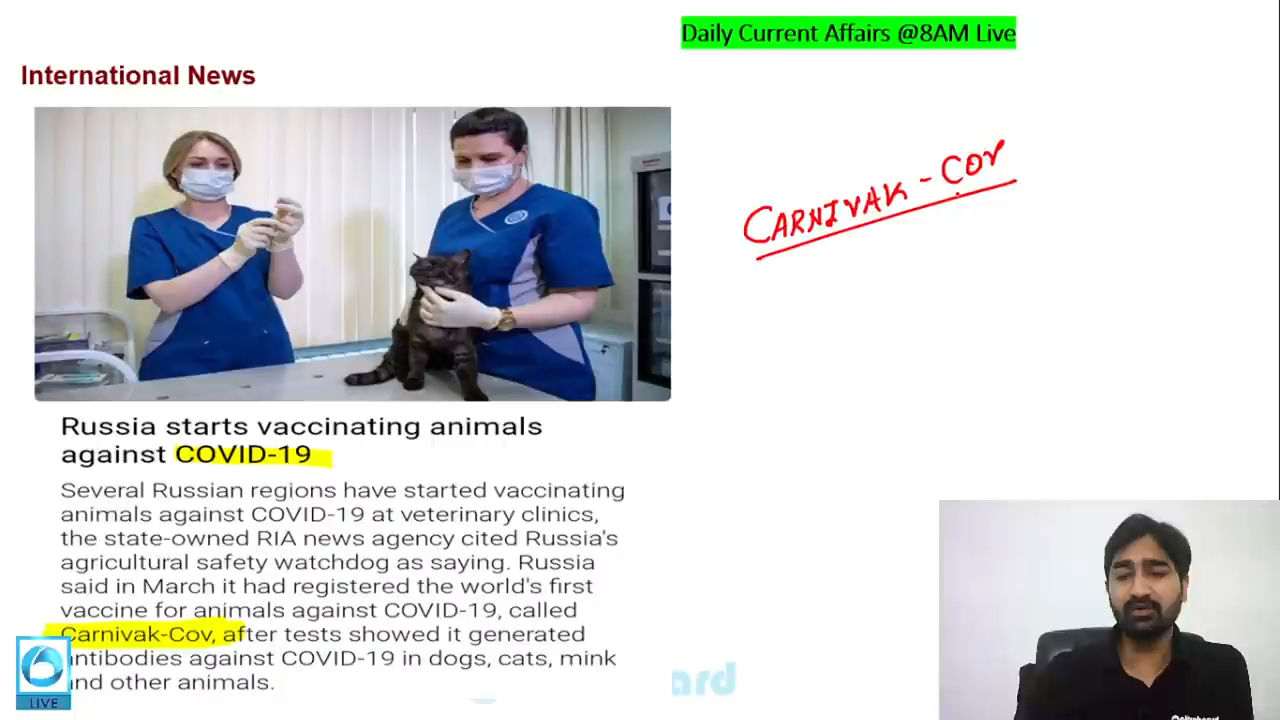 Daily Current Affairs @8AM Live
International News
CARNIVAK-COV
Russia starts vaccinating animals
against COVID-19
Several Russian regions have started vaccinating
animals against COVID-19 at veterinary clinics,
the state-owned RIA news agency cited Russia's
agricultural safety watchdog as saying. Russia
said in March it had registered the world's first
vaccine for animals against COVID-19, called
Carnivak-Cov, after tests showed it generated
antibodies against COVID-19 in dogs, cats, mink
and other animals.
LIVE
ard